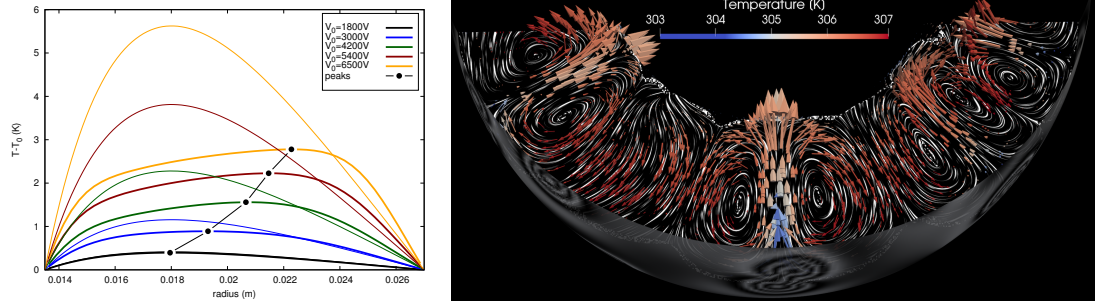 6
5
4
3
2
1
0
T-T0 (K)
V0=1800V
V0=3000V
V0=4200V
V0=5400V
V0=6500V
peaks
0.014
0.016
0.018
0.02
0.022
0.024
0.026
radius (m)
Temperature [K]
303 304 305 306 307